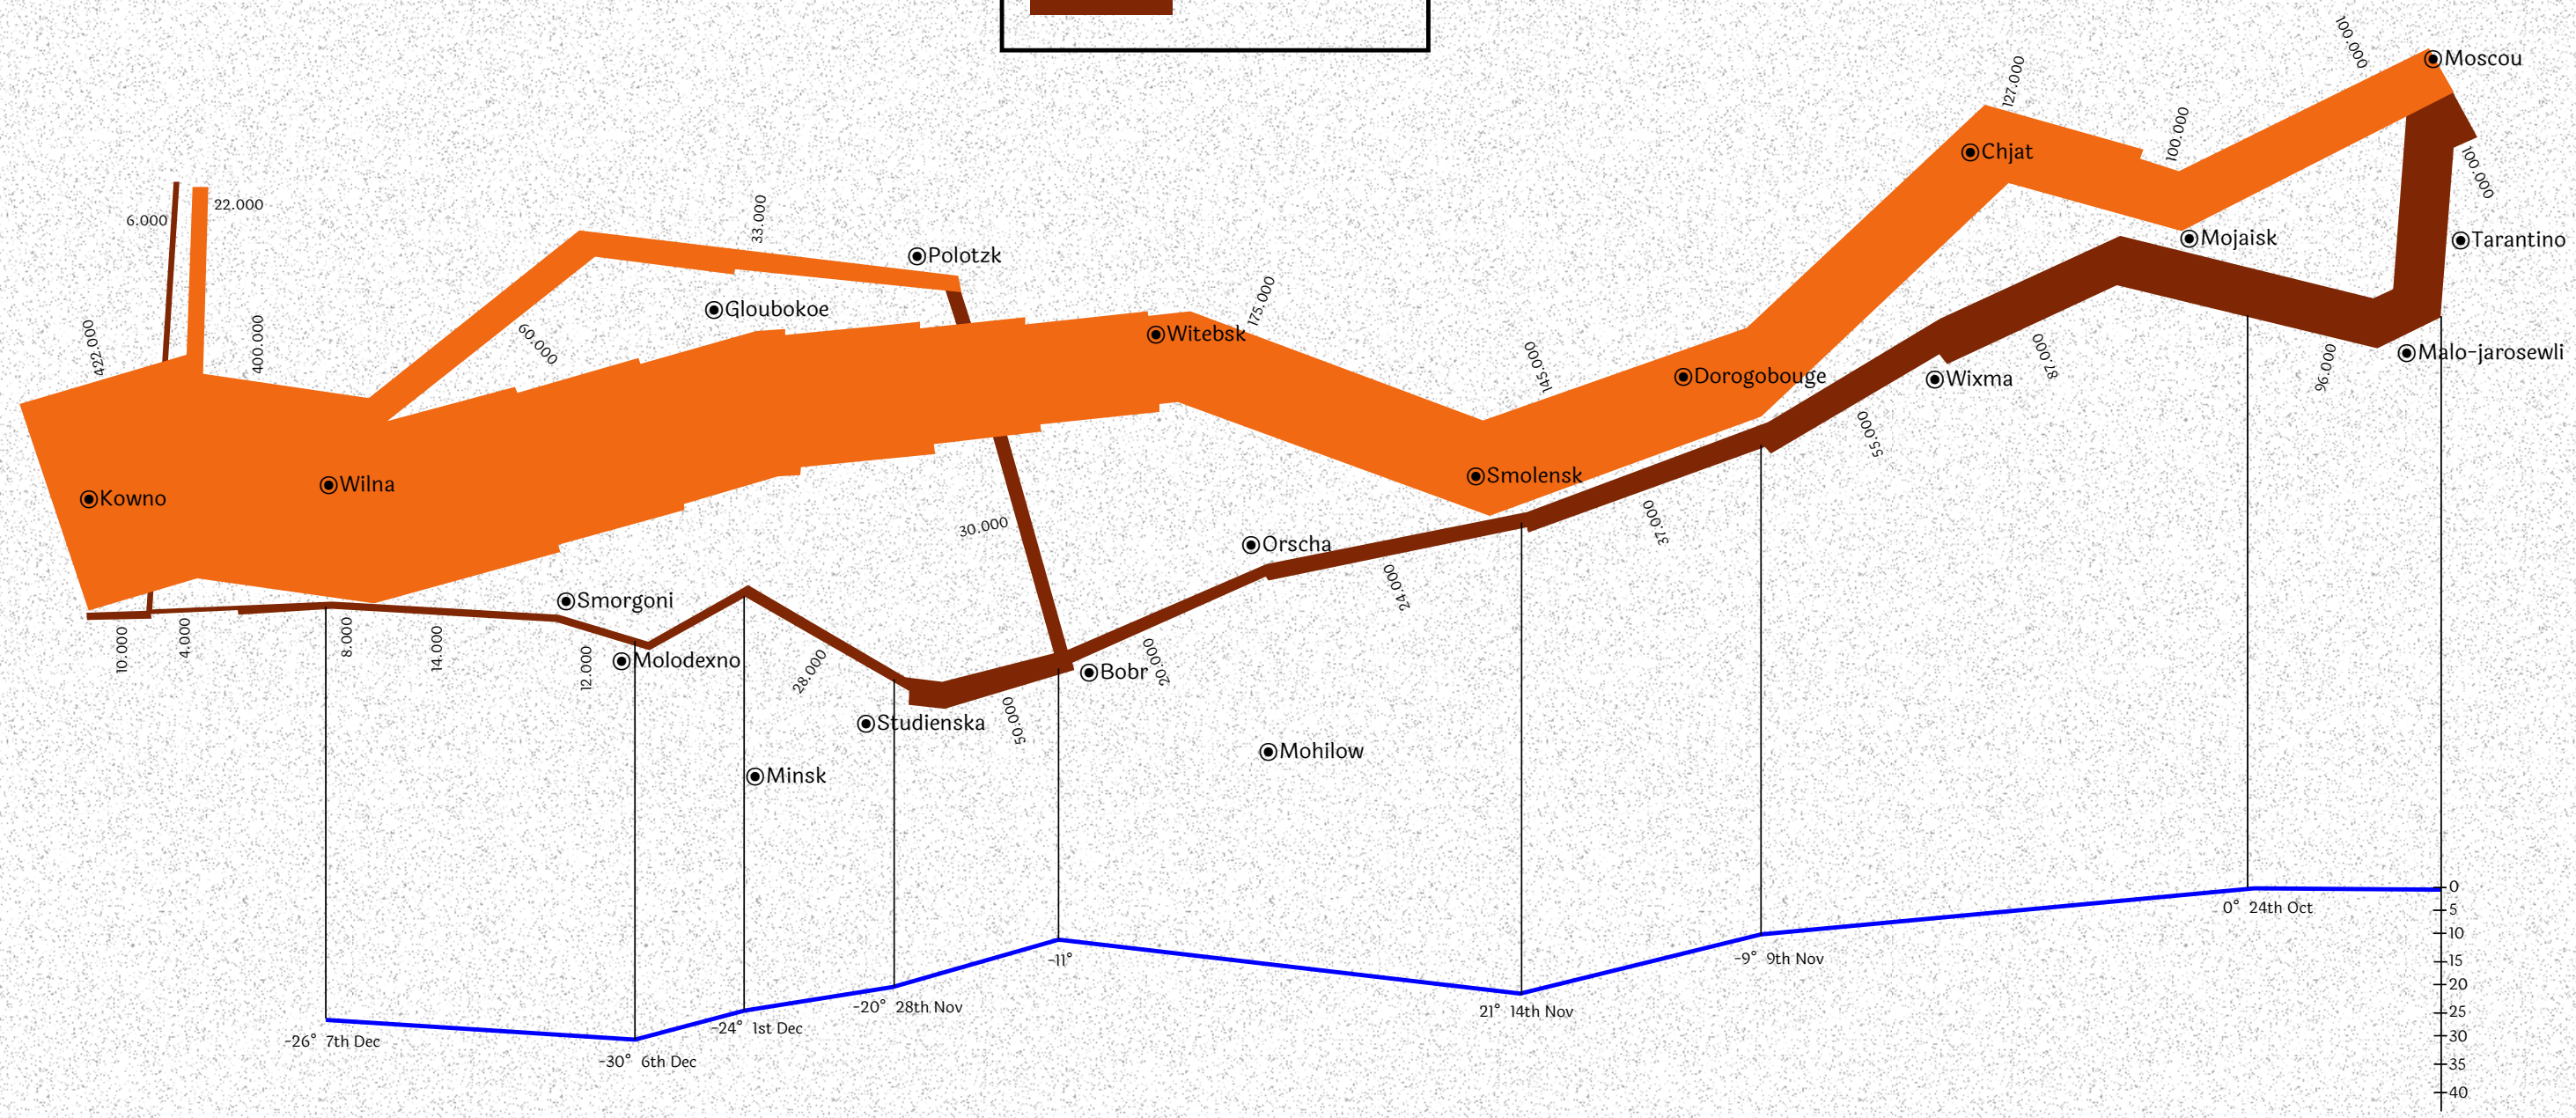 Moscou
100.000
127.000
100.000
Chjat
100.000
6.000
22.000
33.000
Polotzk
Tarantino
Mojaisk
Gloubokoe
175.000
422.000
400.000
60.000
Witebsk
145.000
Dorogobouge
Wixma
87.000
96.000
Malo-jarosewli
55.000
Kowno
Wilna
Smolensk
37.000
30.000
Orscha
24.000
Smorgoni
10.000
4.000
8.000
14.000
12.000
Molodexno
28.000
20.000
Bobr
50.000
Studienska
Mohilow
Minsk
0
5
10
15
20
25
30
35
40
0° 24th Oct
-9° 9th Nov
21° 14th Nov
-11°
-20° 28th Nov
-24° 1st Dec
-30° 6th Dec
-26° 7th Dec